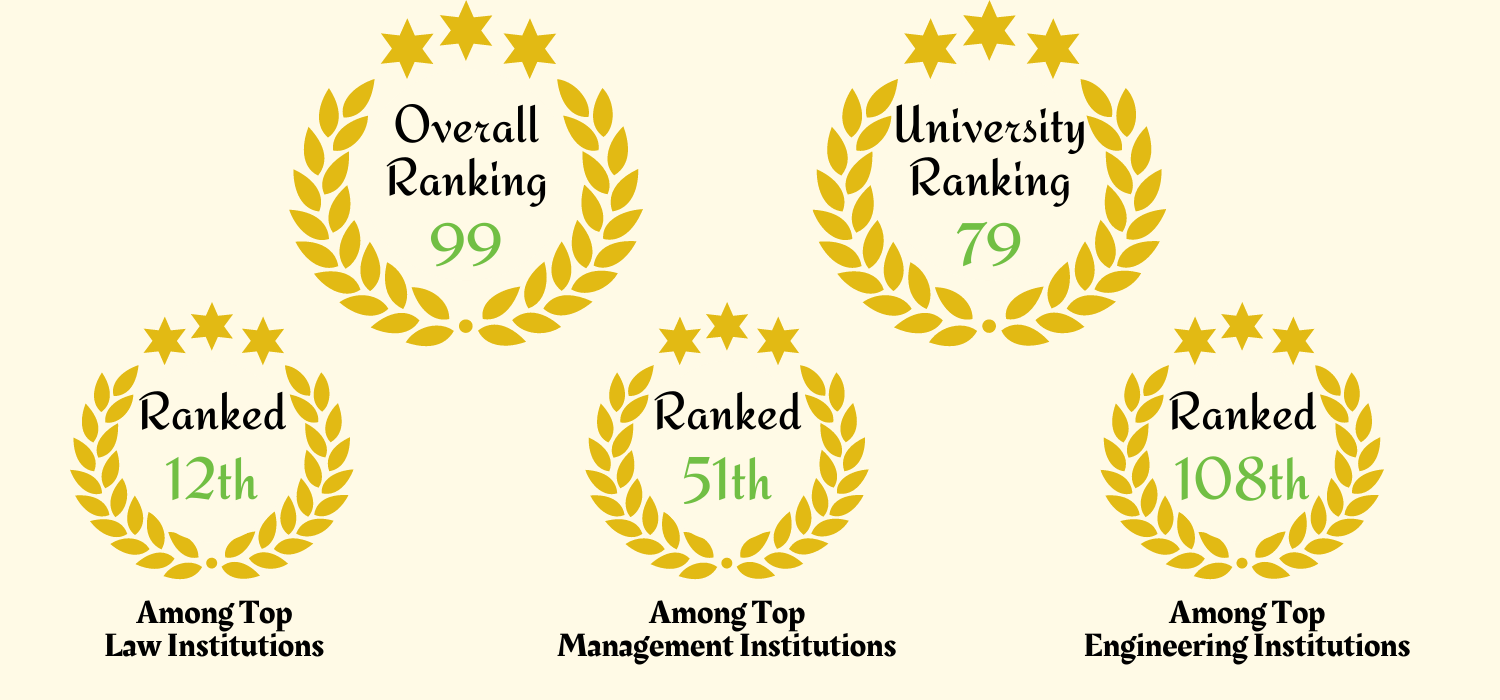 Overall
Ranking
99
University
Ranking
79
Ranked
12th
Among Top
Law Institutions
Ranked
51th
Among Top
Management Institutions
Ranked
108th
Among Top
Engineering Institutions